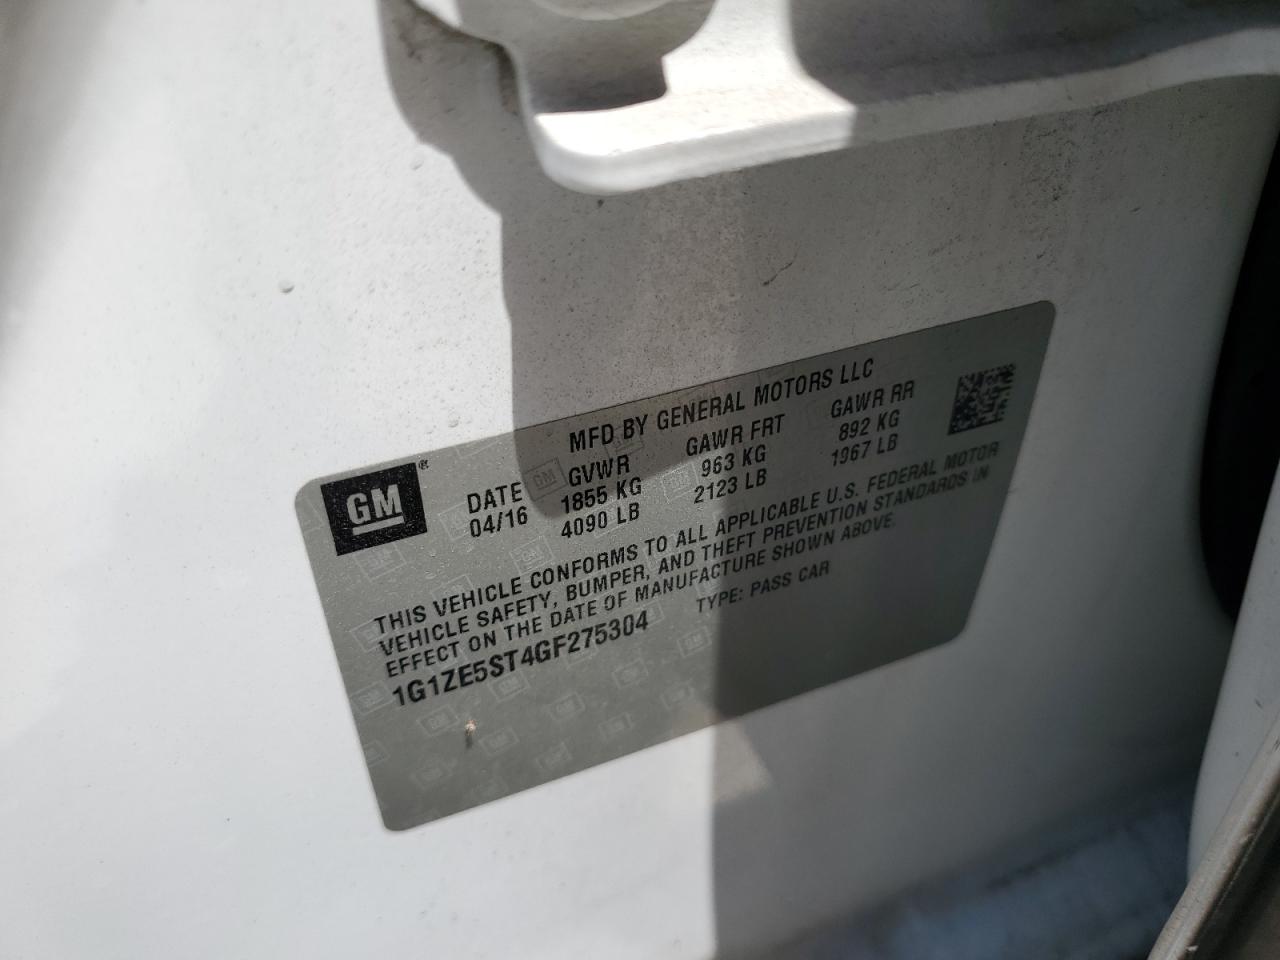 MFD BY GENERAL MOTORS LLC
GM®
DATE GVWR GAWR FRT GAWR RR
04/16 1855 KG 963 KG 892 KG
4090 LB 2123 LB 1967 LB
THIS VEHICLE CONFORMS TO ALL APPLICABLE U.S. FEDERAL MOTOR
VEHICLE SAFETY, BUMPER, AND THEFT PREVENTION STANDARDS IN
EFFECT ON THE DATE OF MANUFACTURE SHOWN ABOVE.
1G1ZE5ST4GF275304 TYPE: PASS CAR